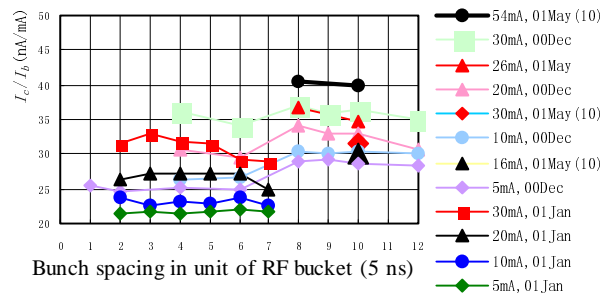 50
45
40
35
30
25
20
I_c/I_b (nA/mA)
0 1 2 3 4 5 6 7 8 9 10 11 12
Bunch spacing in unit of RF bucket (5 ns)
54mA,01May(10)
30mA,00Dec
26mA,01May
20mA,00Dec
30mA,01May(10)
10mA,00Dec
16mA,01May(10)
5mA,00Dec
30mA,01Jan
20mA,01Jan
10mA,01Jan
5mA,01Jan